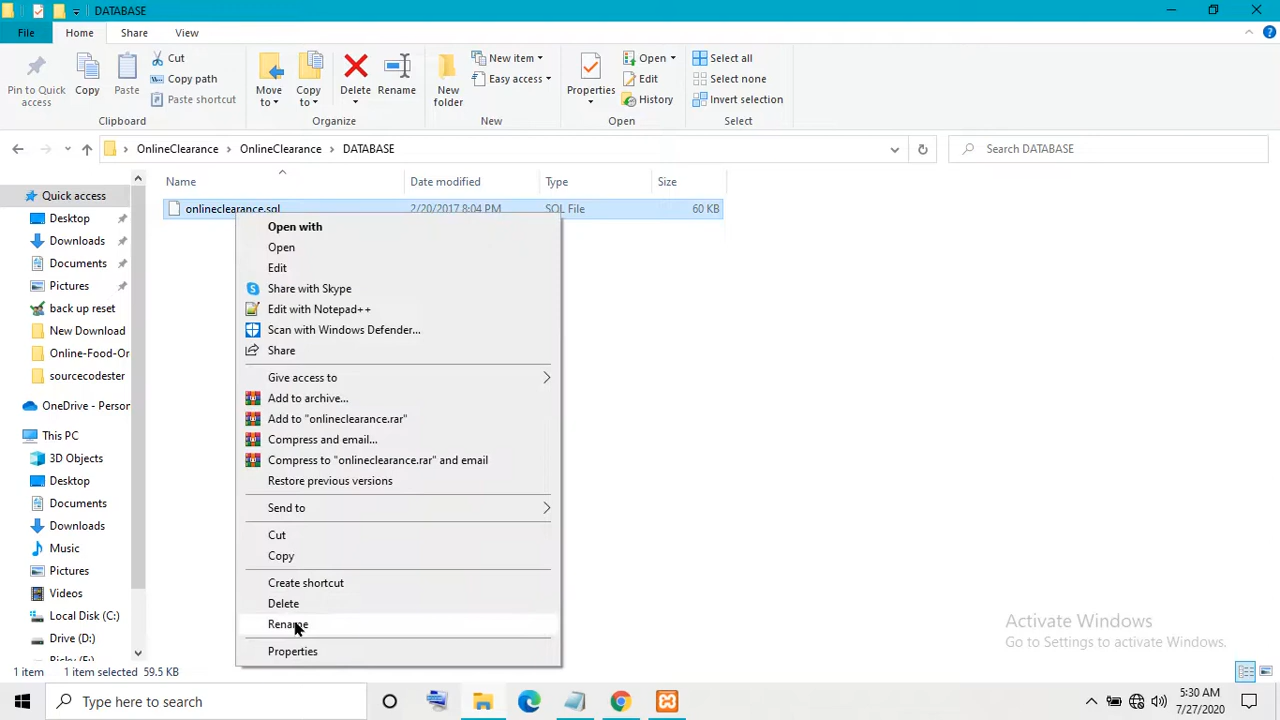 DATABASE
File Home Share View
Pin to Quick access
Copy
Paste
Cut
Copy path
Paste shortcut
Clipboard
Move to
Copy to
Delete
Rename
Organize
New folder
New item
Easy access
New
Properties
Open
Edit
History
Open
Select all
Select none
Invert selection
Select
OnlineClearance > OnlineClearance > DATABASE
Search DATABASE
Name Date modified Type Size
onlineclearance.sql 2/20/2017 8:04 PM SQL File 60 KB
Quick access
Desktop
Downloads
Documents
Pictures
back up reset
New Download
Online-Food-Or
sourcecodester
OneDrive - Person
This PC
3D Objects
Desktop
Documents
Downloads
Music
Pictures
Videos
Local Disk (C:)
Drive (D:)
Open with
Open
Edit
Share with Skype
Edit with Notepad++
Scan with Windows Defender...
Share
Give access to
Add to archive...
Add to "onlineclearance.rar"
Compress and email...
Compress to "onlineclearance.rar" and email
Restore previous versions
Send to
Cut
Copy
Create shortcut
Delete
Rename
Properties
Activate Windows
Go to Settings to activate Windows.
1 item 1 item selected 59.5 KB
Type here to search
5:30 AM
7/27/2020